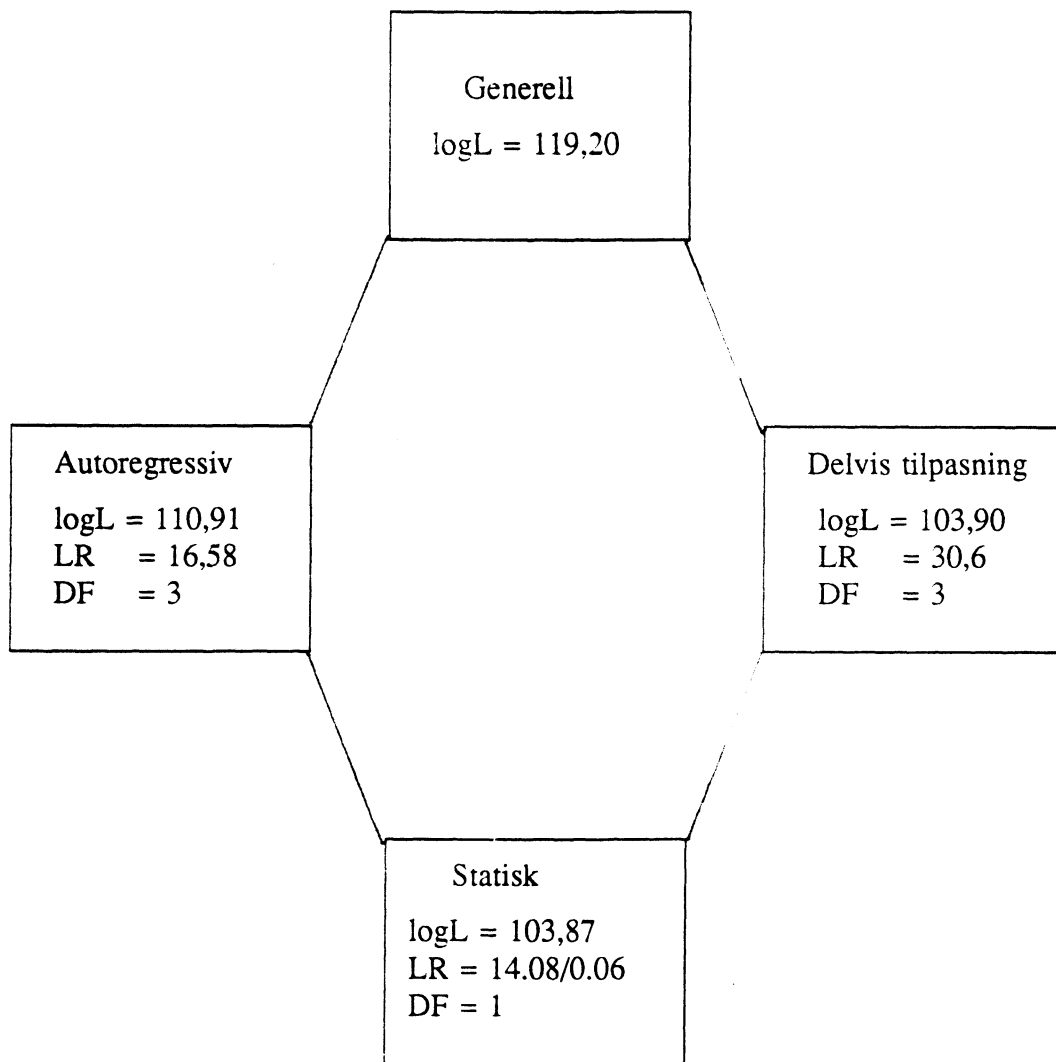 Generell
logL = 119,20
Autoregressiv
logL = 110,91
LR = 16,58
DF = 3
Delvis tilpasning
logL = 103,90
LR = 30,6
DF = 3
Statisk
logL = 103,87
LR = 14.08/0.06
DF = 1